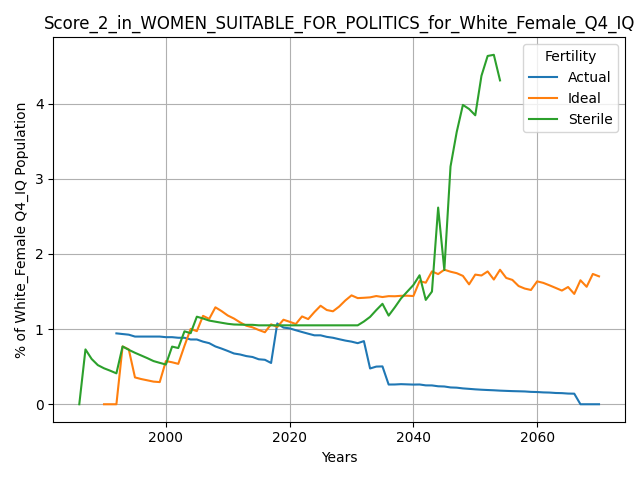 Score_2_in_WOMEN_SUITABLE_FOR_POLITICS_for_White_Female_Q4_IQ
Fertility
Actual
Ideal
Sterile
% of White_Female Q4_IQ Population
4
3
2
1
0
2000 2020 2040 2060
Years